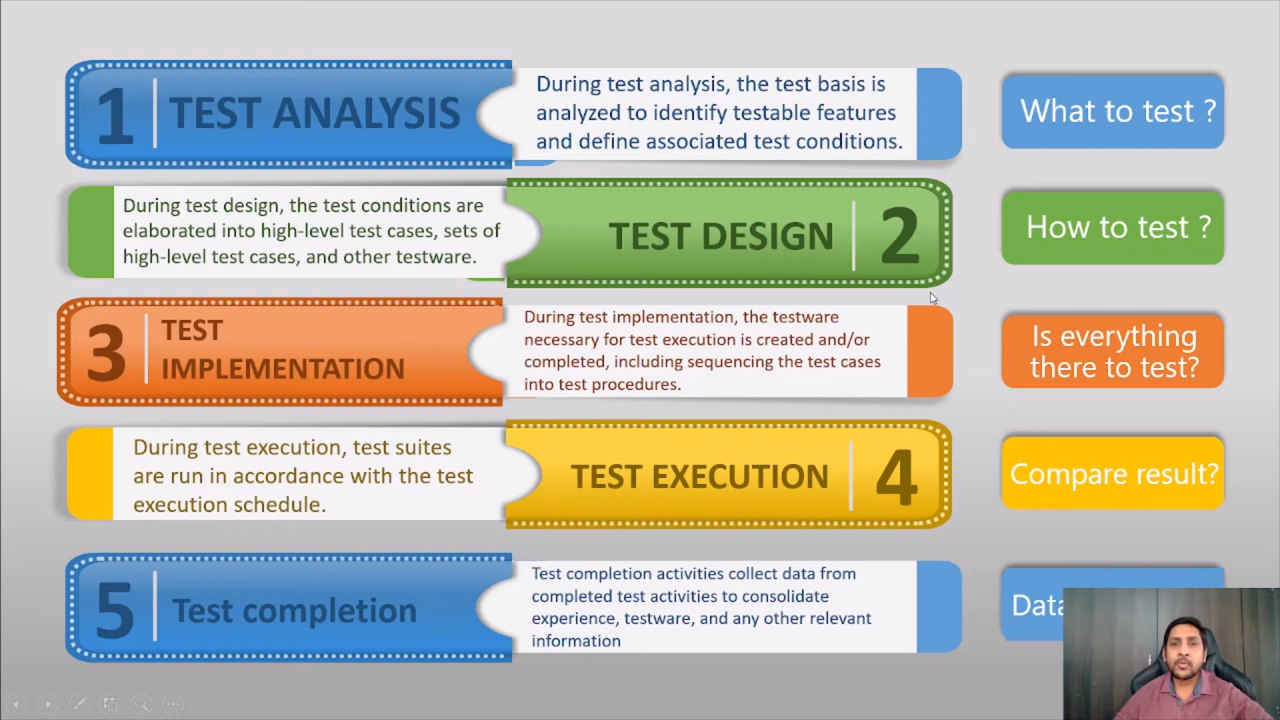 1 TEST ANALYSIS
During test analysis, the test basis is
analyzed to identify testable features
and define associated test conditions.
What to test ?
During test design, the test conditions are
elaborated into high-level test cases, sets of
high-level test cases, and other testware.
TEST DESIGN 2
How to test ?
3 TEST
IMPLEMENTATION
During test implementation, the testware
necessary for test execution is created and/or
completed, including sequencing the test cases
into test procedures.
Is everything
there to test?
During test execution, test suites
are run in accordance with the test
execution schedule.
TEST EXECUTION 4
Compare result?
5 Test completion
Test completion activities collect data from
completed test activities to consolidate
experience, testware, and any other relevant
information
Data